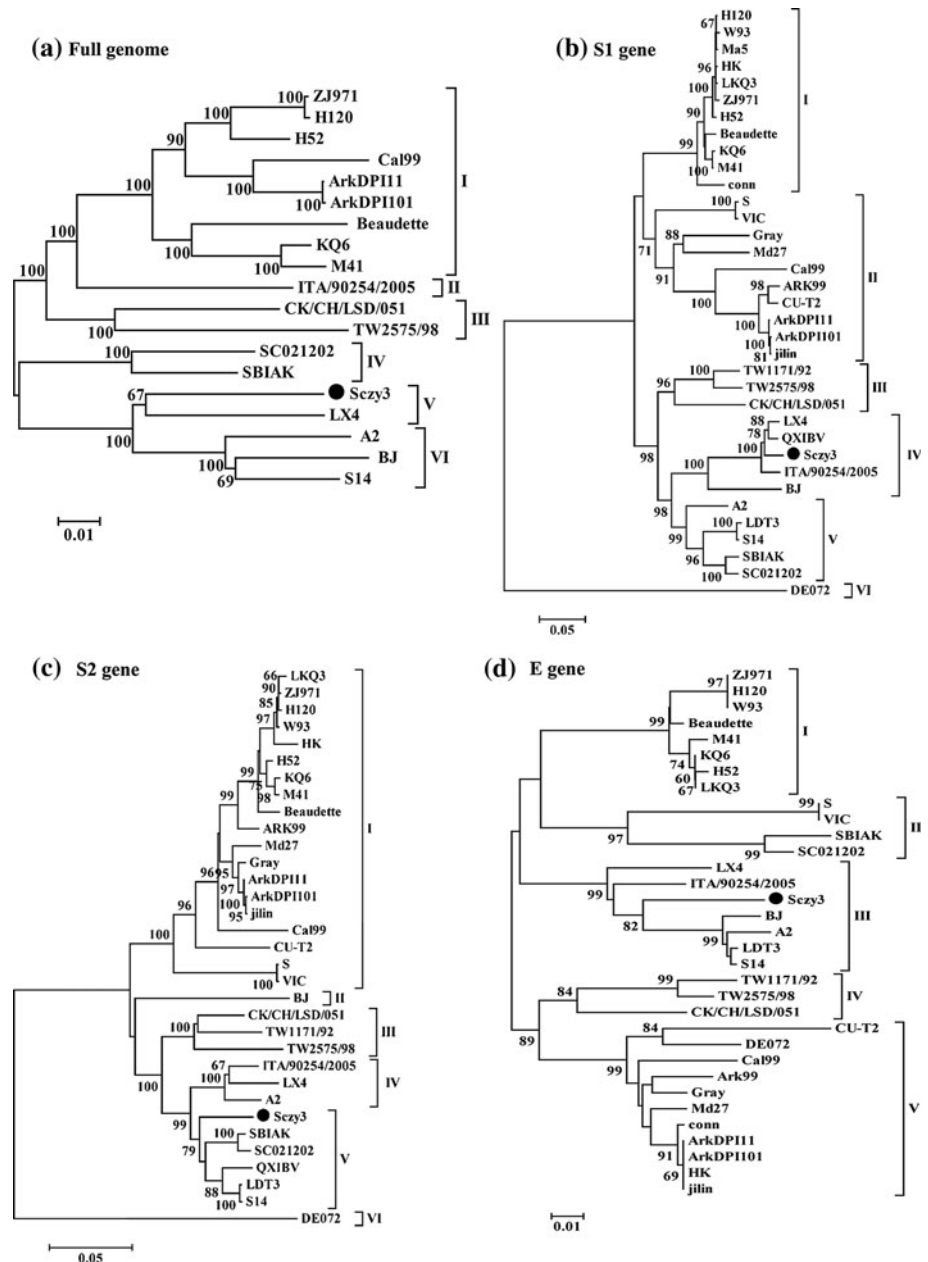 (a) Full genome
100
ZJ971
100
H120
100
H52
90
Cal99
100
ArkDPI11
100
ArkDPI101
100
Beaudette
100
KQ6
100
M41
I
100
ITA/90254/2005
II
100
CK/CH/LSD/051
100
TW2575/98
III
100
SC021202
SBIAK
IV
67
Sczy3
LX4
V
A2
100
BJ
69
S14
VI
0.01
(b) S1 gene
H120
67
W93
Ma5
96
HK
100
LKQ3
ZJ971
90
H52
Beaudette
99
KQ6
100
M41
conn
I
100
S
VIC
88
Gray
71
Md27
91
Cal99
98
ARK99
100
CU-T2
100
ArkDPI11
100
ArkDPI101
81
jilin
II
100
TW1171/92
96
TW2575/98
CK/CH/LSD/051
III
98
88
LX4
78
QXIBV
100
Sczy3
100
ITA/90254/2005
BJ
IV
98
A2
99
100
LDT3
S14
96
SBIAK
100
SC021202
V
DE072
VI
0.05
(c) S2 gene
66
LKQ3
90
ZJ971
85
H120
97
W93
HK
99
H52
75
KQ6
98
M41
99
Beaudette
ARK99
Md27
96
95
Gray
97
ArkDPI11
100
ArkDPI101
95
jilin
96
Cal99
100
CU-T2
S
100
VIC
I
BJ
II
CK/CH/LSD/051
100
TW1171/92
TW2575/98
III
100
67
ITA/90254/2005
100
LX4
A2
IV
99
Sczy3
79
100
SBIAK
SC021202
QXIBV
88
LDT3
100
S14
V
DE072
VI
0.05
(d) E gene
ZJ971
97
H120
W93
99
Beaudette
M41
74
KQ6
60
H52
67
LKQ3
I
99
S
VIC
97
SBIAK
99
SC021202
II
LX4
99
ITA/90254/2005
Sczy3
82
BJ
99
A2
LDT3
S14
III
99
TW1171/92
84
TW2575/98
CK/CH/LSD/051
IV
89
84
CU-T2
DE072
99
Cal99
Ark99
Gray
Md27
conn
ArkDPI11
91
ArkDPI101
69
HK
jilin
V
0.01